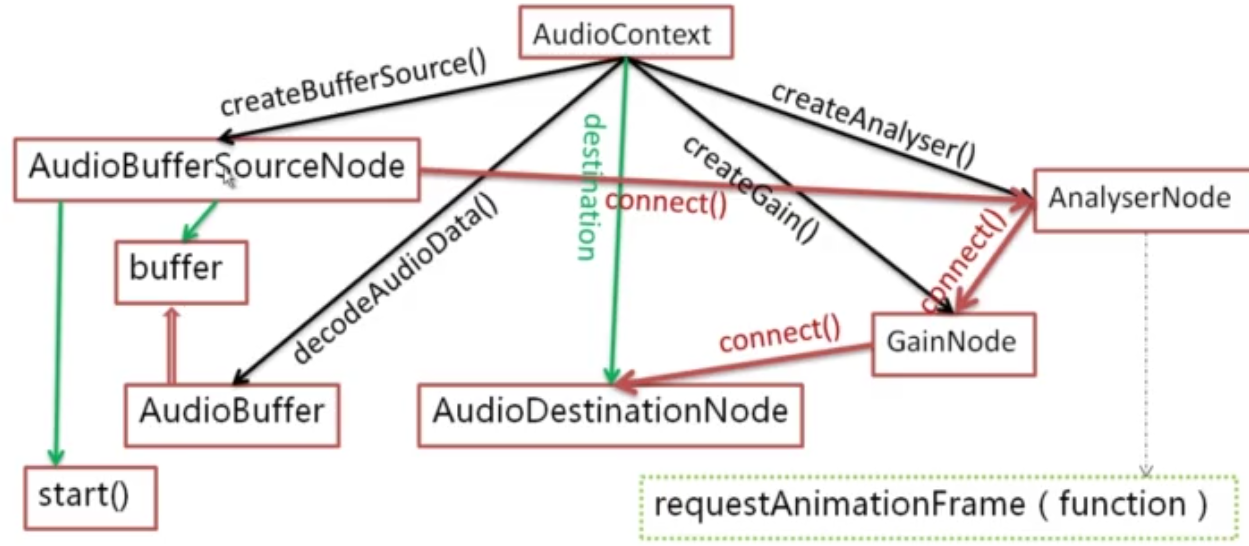 AudioContext
createBufferSource()
createAnalyser()
AudioBufferSourceNode
destination
createGain()
connect()
AnalyserNode
decodeAudioData()
connect()
buffer
connect()
GainNode
AudioBuffer
AudioDestinationNode
start()
requestAnimationFrame ( function )